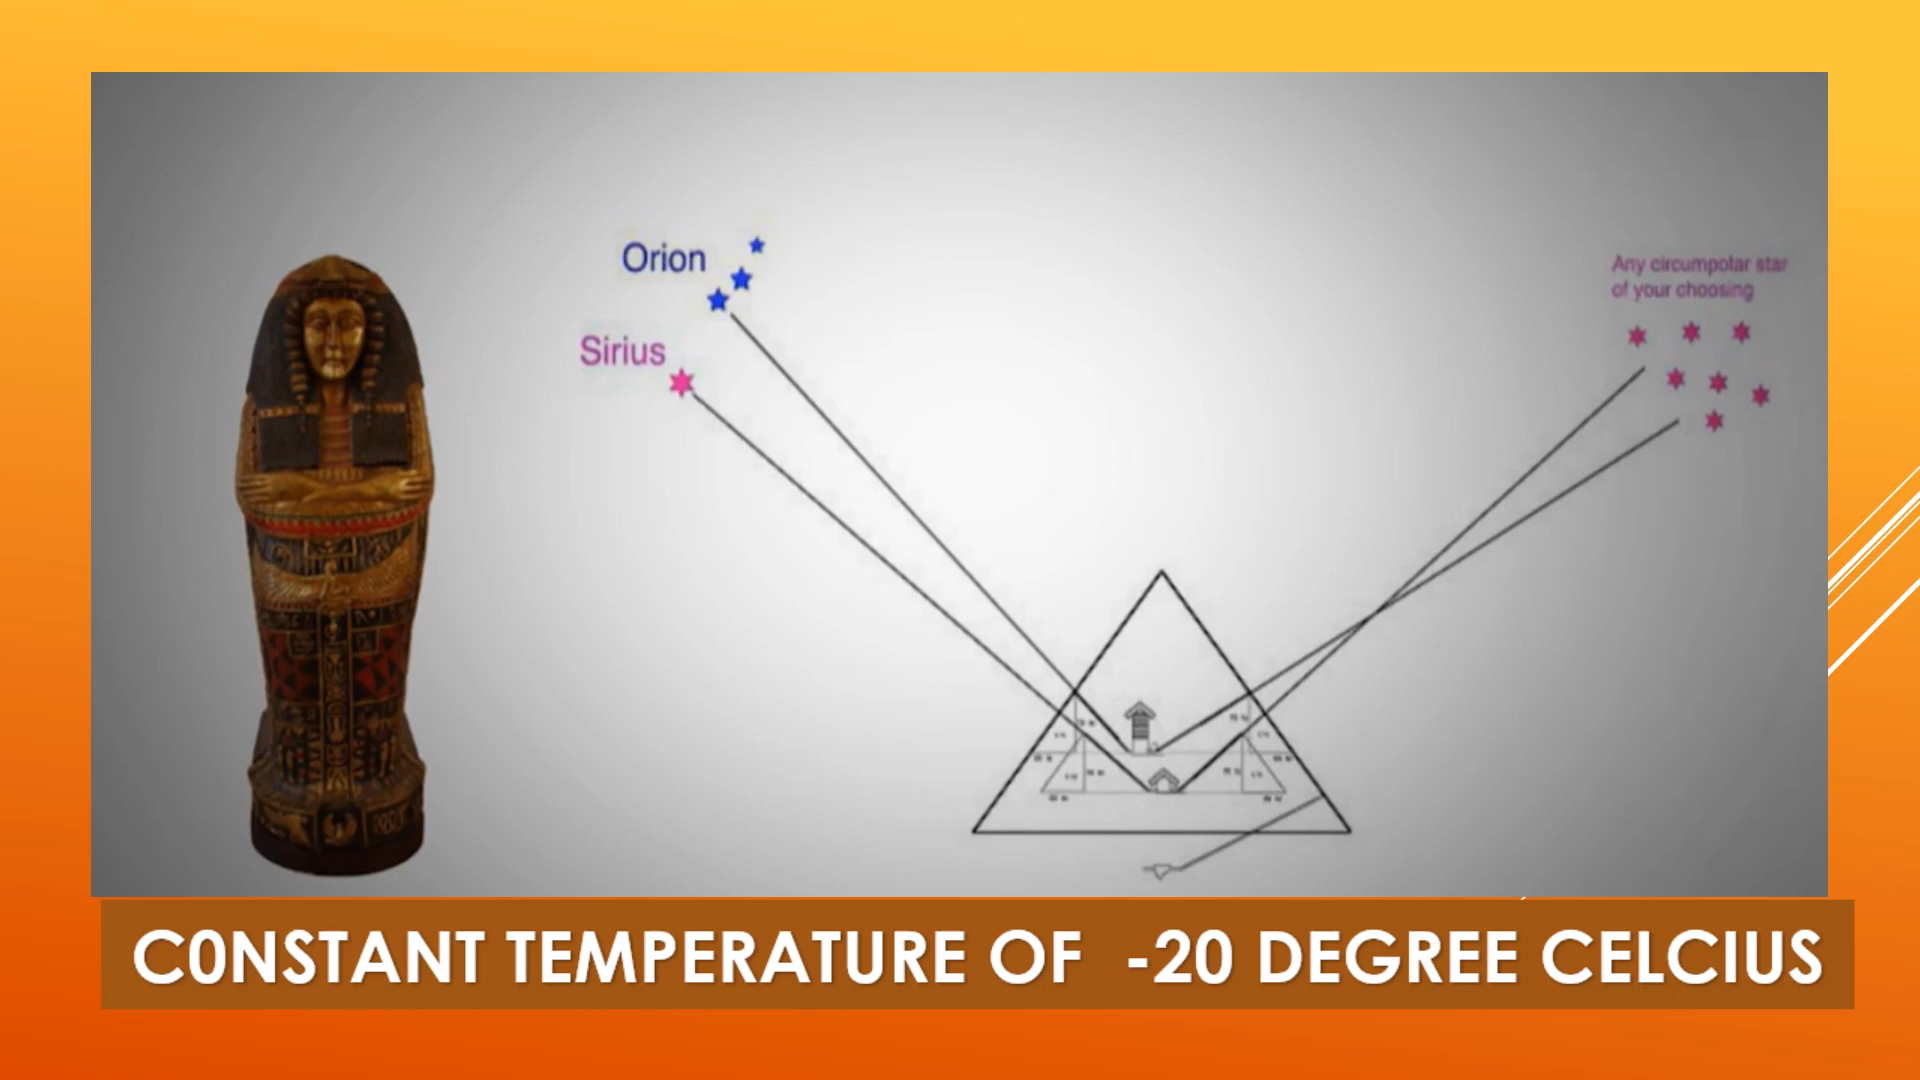 Orion
Sirius
Any circumpolar star
of your choosing
C0NSTANT TEMPERATURE OF -20 DEGREE CELCIUS